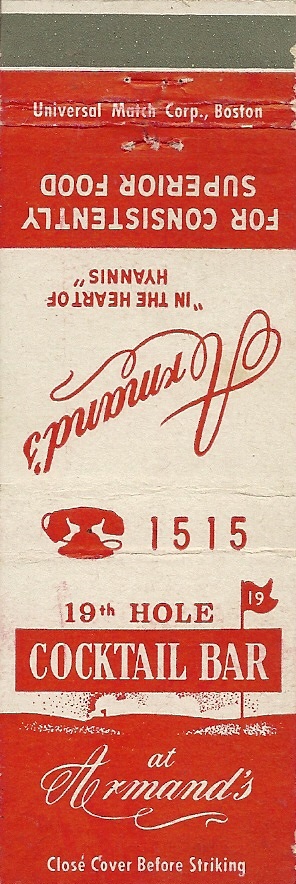 Universal Match Corp., Boston
FOR CONSISTENTLY
SUPERIOR FOOD
Armand's
"IN THE HEART OF
HYANNIS"
1515
19
19th HOLE
COCKTAIL BAR
at
Armand's
Close Cover Before Striking